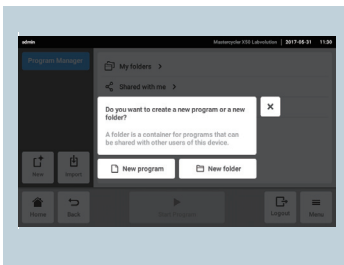 admin Mastercycler X50 Labvolution 2017-05-31 11:30
Program Manager
My folders >
Shared with me >
Do you want to create a new program or a new
folder?
A folder is a container for programs that can
be shared with other users of this device.
New program New folder
New Import
Home Back Start Program Logout Menu